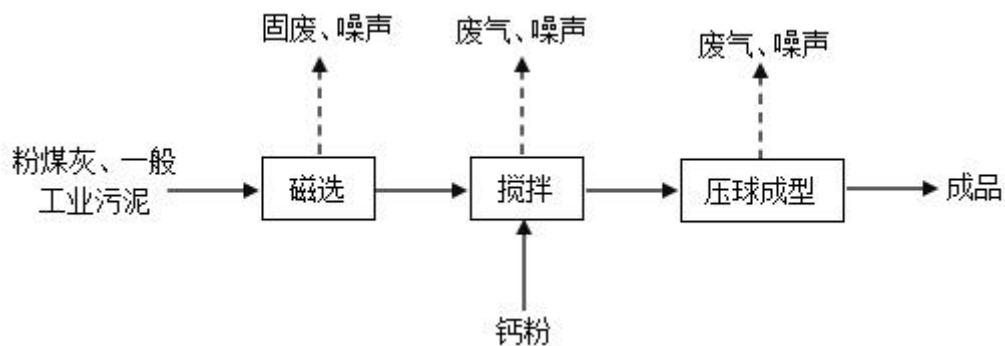 固废、噪声
废气、噪声
废气、噪声
粉煤灰、一般
工业污泥
磁选
搅拌
压球成型
成品
钙粉